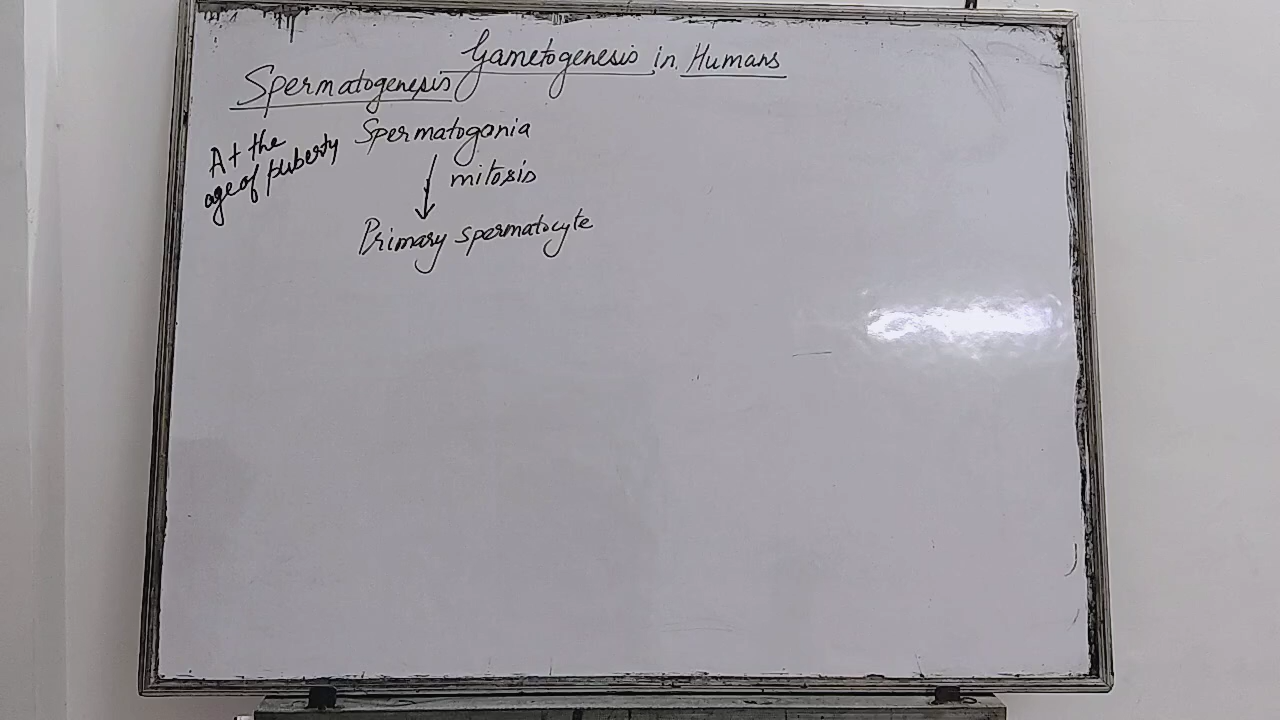 Gametogenesis in Humans
Spermatogenesis
At the
age of puberty
Spermatogonia
mitosis
Primary spermatocyte